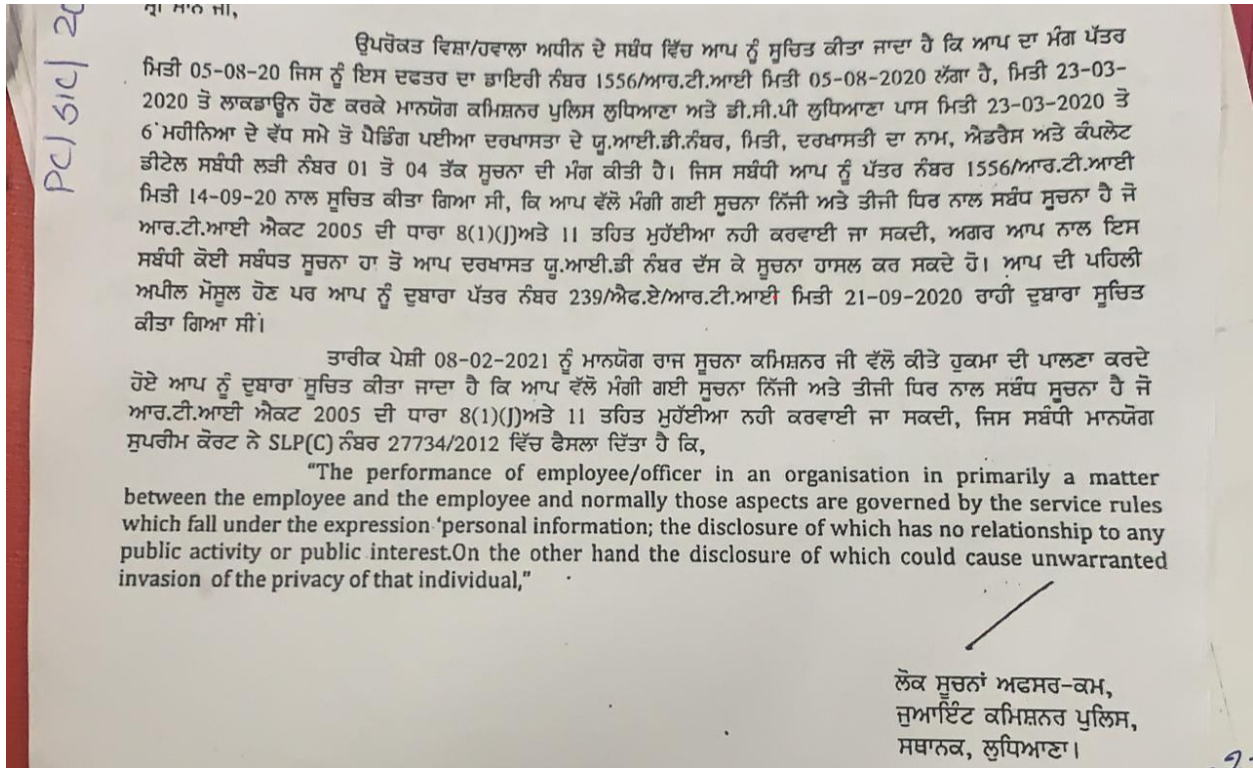 ਸ੍ਰੀ ਮਾਨ ਜੀ,
ਉਪਰੋਕਤ ਵਿਸ਼ਾ/ਹਵਾਲਾ ਅਧੀਨ ਦੇ ਸਬੰਧ ਵਿੱਚ ਆਪ ਨੂੰ ਸੂਚਿਤ ਕੀਤਾ ਜਾਦਾ ਹੈ ਕਿ ਆਪ ਦਾ ਮੰਗ ਪੱਤਰ
ਮਿਤੀ 05-08-20 ਜਿਸ ਨੂੰ ਇਸ ਦਫਤਰ ਦਾ ਡਾਇਰੀ ਨੰਬਰ 1556/ਆਰ.ਟੀ.ਆਈ ਮਿਤੀ 05-08-2020 ਲੱਗਾ ਹੈ, ਮਿਤੀ 23-03-
2020 ਤੋ ਲਾਕਡਾਊਨ ਹੋਣ ਕਰਕੇ ਮਾਨਯੋਗ ਕਮਿਸ਼ਨਰ ਪੁਲਿਸ ਲੁਧਿਆਣਾ ਅਤੇ ਡੀ.ਸੀ.ਪੀ ਲੁਧਿਆਣਾ ਪਾਸ ਮਿਤੀ 23-03-2020 ਤੋ
6 ਮਹੀਨਿਆ ਦੇ ਵੱਧ ਸਮੇ ਤੋ ਪੈਡਿੰਗ ਪਈਆ ਦਰਖਾਸਤਾ ਦੇ ਯੂ.ਆਈ.ਡੀ.ਨੰਬਰ, ਮਿਤੀ, ਦਰਖਾਸਤੀ ਦਾ ਨਾਮ, ਐਡਰੈਸ ਅਤੇ ਕੰਪਲੇਟ
ਡੀਟੇਲ ਸਬੰਧੀ ਲੜੀ ਨੰਬਰ 01 ਤੋ 04 ਤੱਕ ਸੂਚਨਾ ਦੀ ਮੰਗ ਕੀਤੀ ਹੈ। ਜਿਸ ਸਬੰਧੀ ਆਪ ਨੂੰ ਪੱਤਰ ਨੰਬਰ 1556/ਆਰ.ਟੀ.ਆਈ
ਮਿਤੀ 14-09-20 ਨਾਲ ਸੂਚਿਤ ਕੀਤਾ ਗਿਆ ਸੀ, ਕਿ ਆਪ ਵੱਲੋ ਮੰਗੀ ਗਈ ਸੂਚਨਾ ਨਿੱਜੀ ਅਤੇ ਤੀਜੀ ਧਿਰ ਨਾਲ ਸਬੰਧ ਸੂਚਨਾ ਹੈ ਜੋ
ਆਰ.ਟੀ.ਆਈ ਐਕਟ 2005 ਦੀ ਧਾਰਾ 8(1)(J)ਅਤੇ 11 ਤਹਿਤ ਮੁਹੱਈਆ ਨਹੀ ਕਰਵਾਈ ਜਾ ਸਕਦੀ, ਅਗਰ ਆਪ ਨਾਲ ਇਸ
ਸਬੰਧੀ ਕੋਈ ਸਬੰਧਤ ਸੂਚਨਾ ਹਾ ਤੋ ਆਪ ਦਰਖਾਸਤ ਯੂ.ਆਈ.ਡੀ ਨੰਬਰ ਦੱਸ ਕੇ ਸੂਚਨਾ ਹਾਸਲ ਕਰ ਸਕਦੇ ਹੋ। ਆਪ ਦੀ ਪਹਿਲੀ
ਅਪੀਲ ਮੋਸੂਲ ਹੋਣ ਪਰ ਆਪ ਨੂੰ ਦੁਬਾਰਾ ਪੱਤਰ ਨੰਬਰ 239/ਐਫ.ਏ/ਆਰ.ਟੀ.ਆਈ ਮਿਤੀ 21-09-2020 ਰਾਹੀ ਦੁਬਾਰਾ ਸੂਚਿਤ
ਕੀਤਾ ਗਿਆ ਸੀ।
ਤਾਰੀਕ ਪੇਸ਼ੀ 08-02-2021 ਨੂੰ ਮਾਨਯੋਗ ਰਾਜ ਸੂਚਨਾ ਕਮਿਸ਼ਨਰ ਜੀ ਵੱਲੋ ਕੀਤੇ ਹੁਕਮਾ ਦੀ ਪਾਲਣਾ ਕਰਦੇ
ਹੋਏ ਆਪ ਨੂੰ ਦੁਬਾਰਾ ਸੂਚਿਤ ਕੀਤਾ ਜਾਦਾ ਹੈ ਕਿ ਆਪ ਵੱਲੋ ਮੰਗੀ ਗਈ ਸੂਚਨਾ ਨਿੱਜੀ ਅਤੇ ਤੀਜੀ ਧਿਰ ਨਾਲ ਸਬੰਧ ਸੂਚਨਾ ਹੈ ਜੋ
ਆਰ.ਟੀ.ਆਈ ਐਕਟ 2005 ਦੀ ਧਾਰਾ 8(1)(J)ਅਤੇ 11 ਤਹਿਤ ਮੁਹੱਈਆ ਨਹੀ ਕਰਵਾਈ ਜਾ ਸਕਦੀ, ਜਿਸ ਸਬੰਧੀ ਮਾਨਯੋਗ
ਸੁਪਰੀਮ ਕੋਰਟ ਨੇ SLP(C) ਨੰਬਰ 27734/2012 ਵਿੱਚ ਫੈਸਲਾ ਦਿੱਤਾ ਹੈ ਕਿ,
“The performance of employee/officer in an organisation in primarily a matter
between the employee and the employee and normally those aspects are governed by the service rules
which fall under the expression ‘personal information; the disclosure of which has no relationship to any
public activity or public interest.On the other hand the disclosure of which could cause unwarranted
invasion of the privacy of that individual,”
ਲੋਕ ਸੂਚਨਾਂ ਅਫਸਰ-ਕਮ,
ਜੁਆਇੰਟ ਕਮਿਸ਼ਨਰ ਪੁਲਿਸ,
ਸਥਾਨਕ, ਲੁਧਿਆਣਾ।